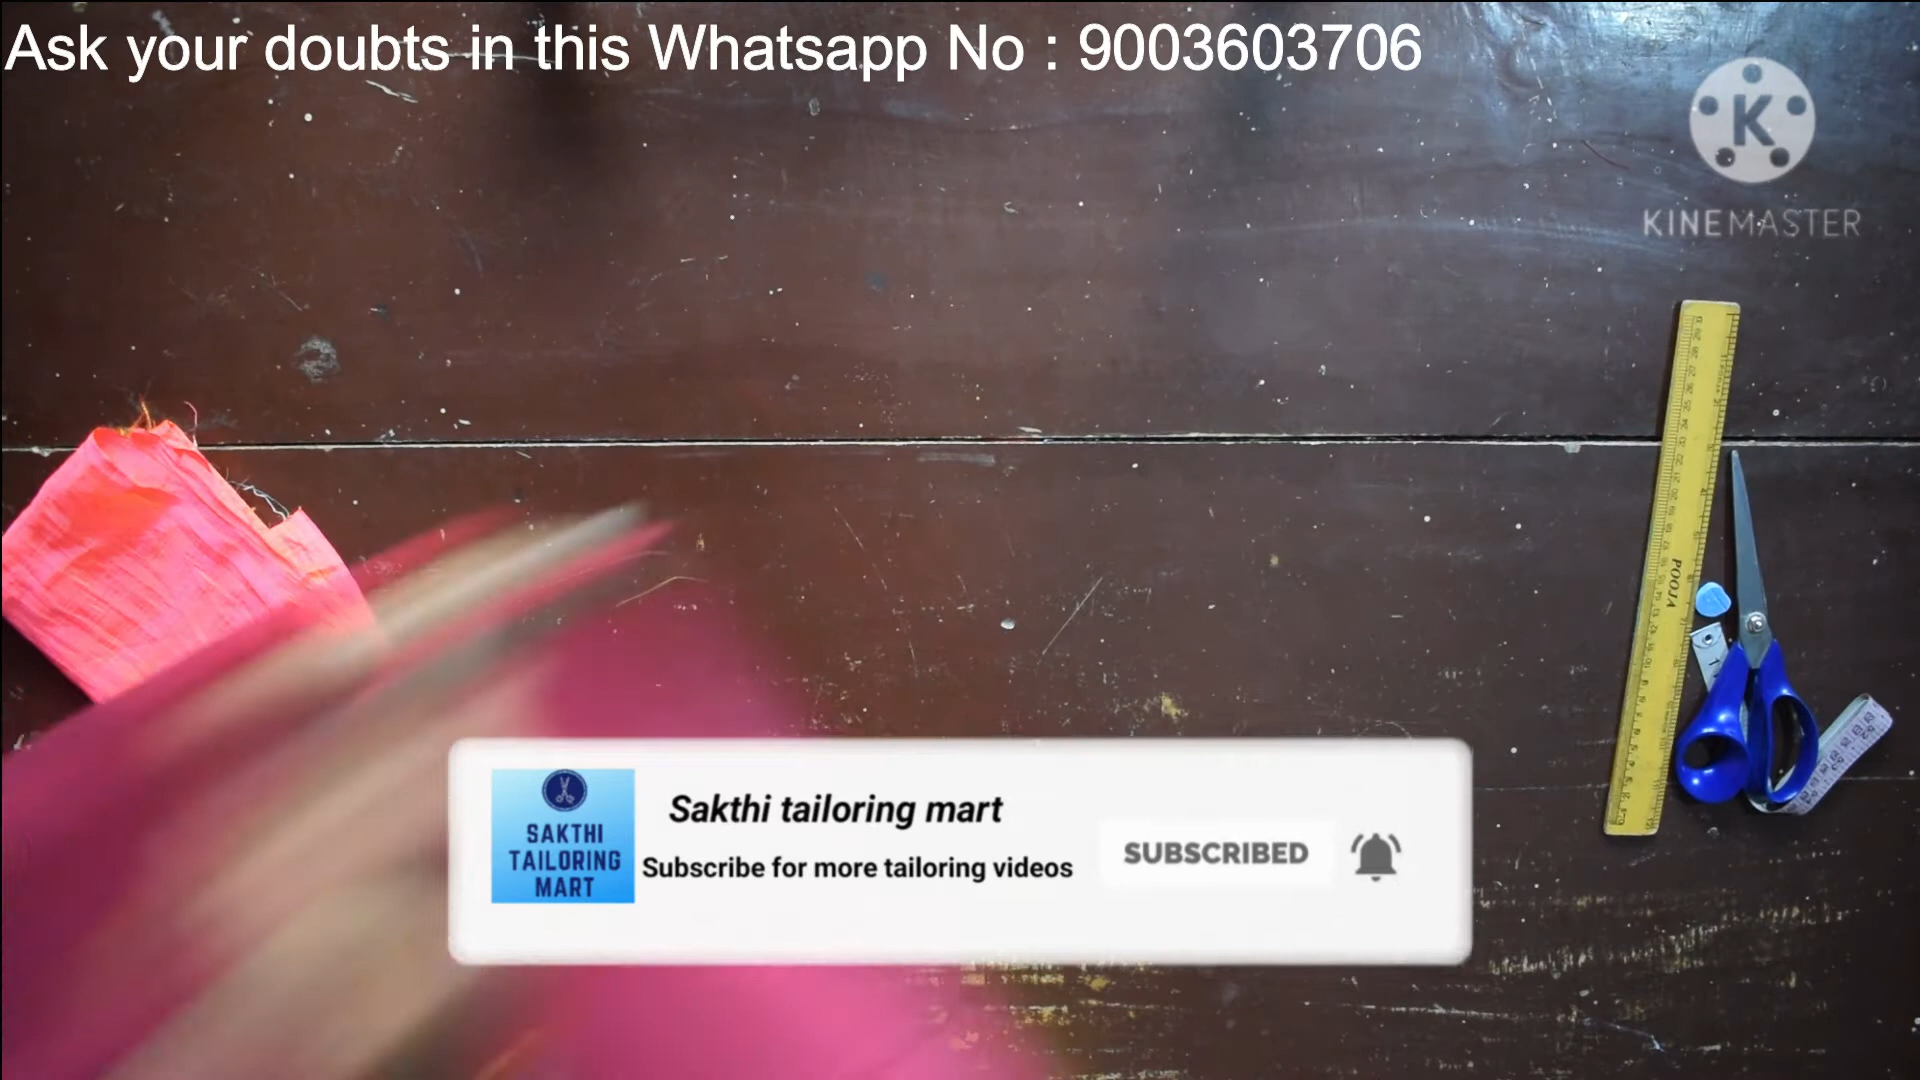 Ask your doubts in this Whatsapp No : 9003603706
K
KINEMASTER
POOJA
SAKTHI
TAILORING
MART
Sakthi tailoring mart
Subscribe for more tailoring videos
SUBSCRIBED